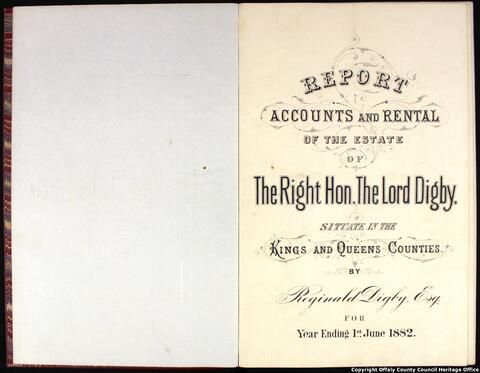 REPORT
ACCOUNTS AND RENTAL
OF THE ESTATE
OF
The Right Hon. The Lord Digby.
SITUATE IN THE
KINGS AND QUEENS COUNTIES.
BY
Reginald Digby, Esq.
FOR
Year Ending 1st June 1882.
Copyright Offaly County Council Heritage Office